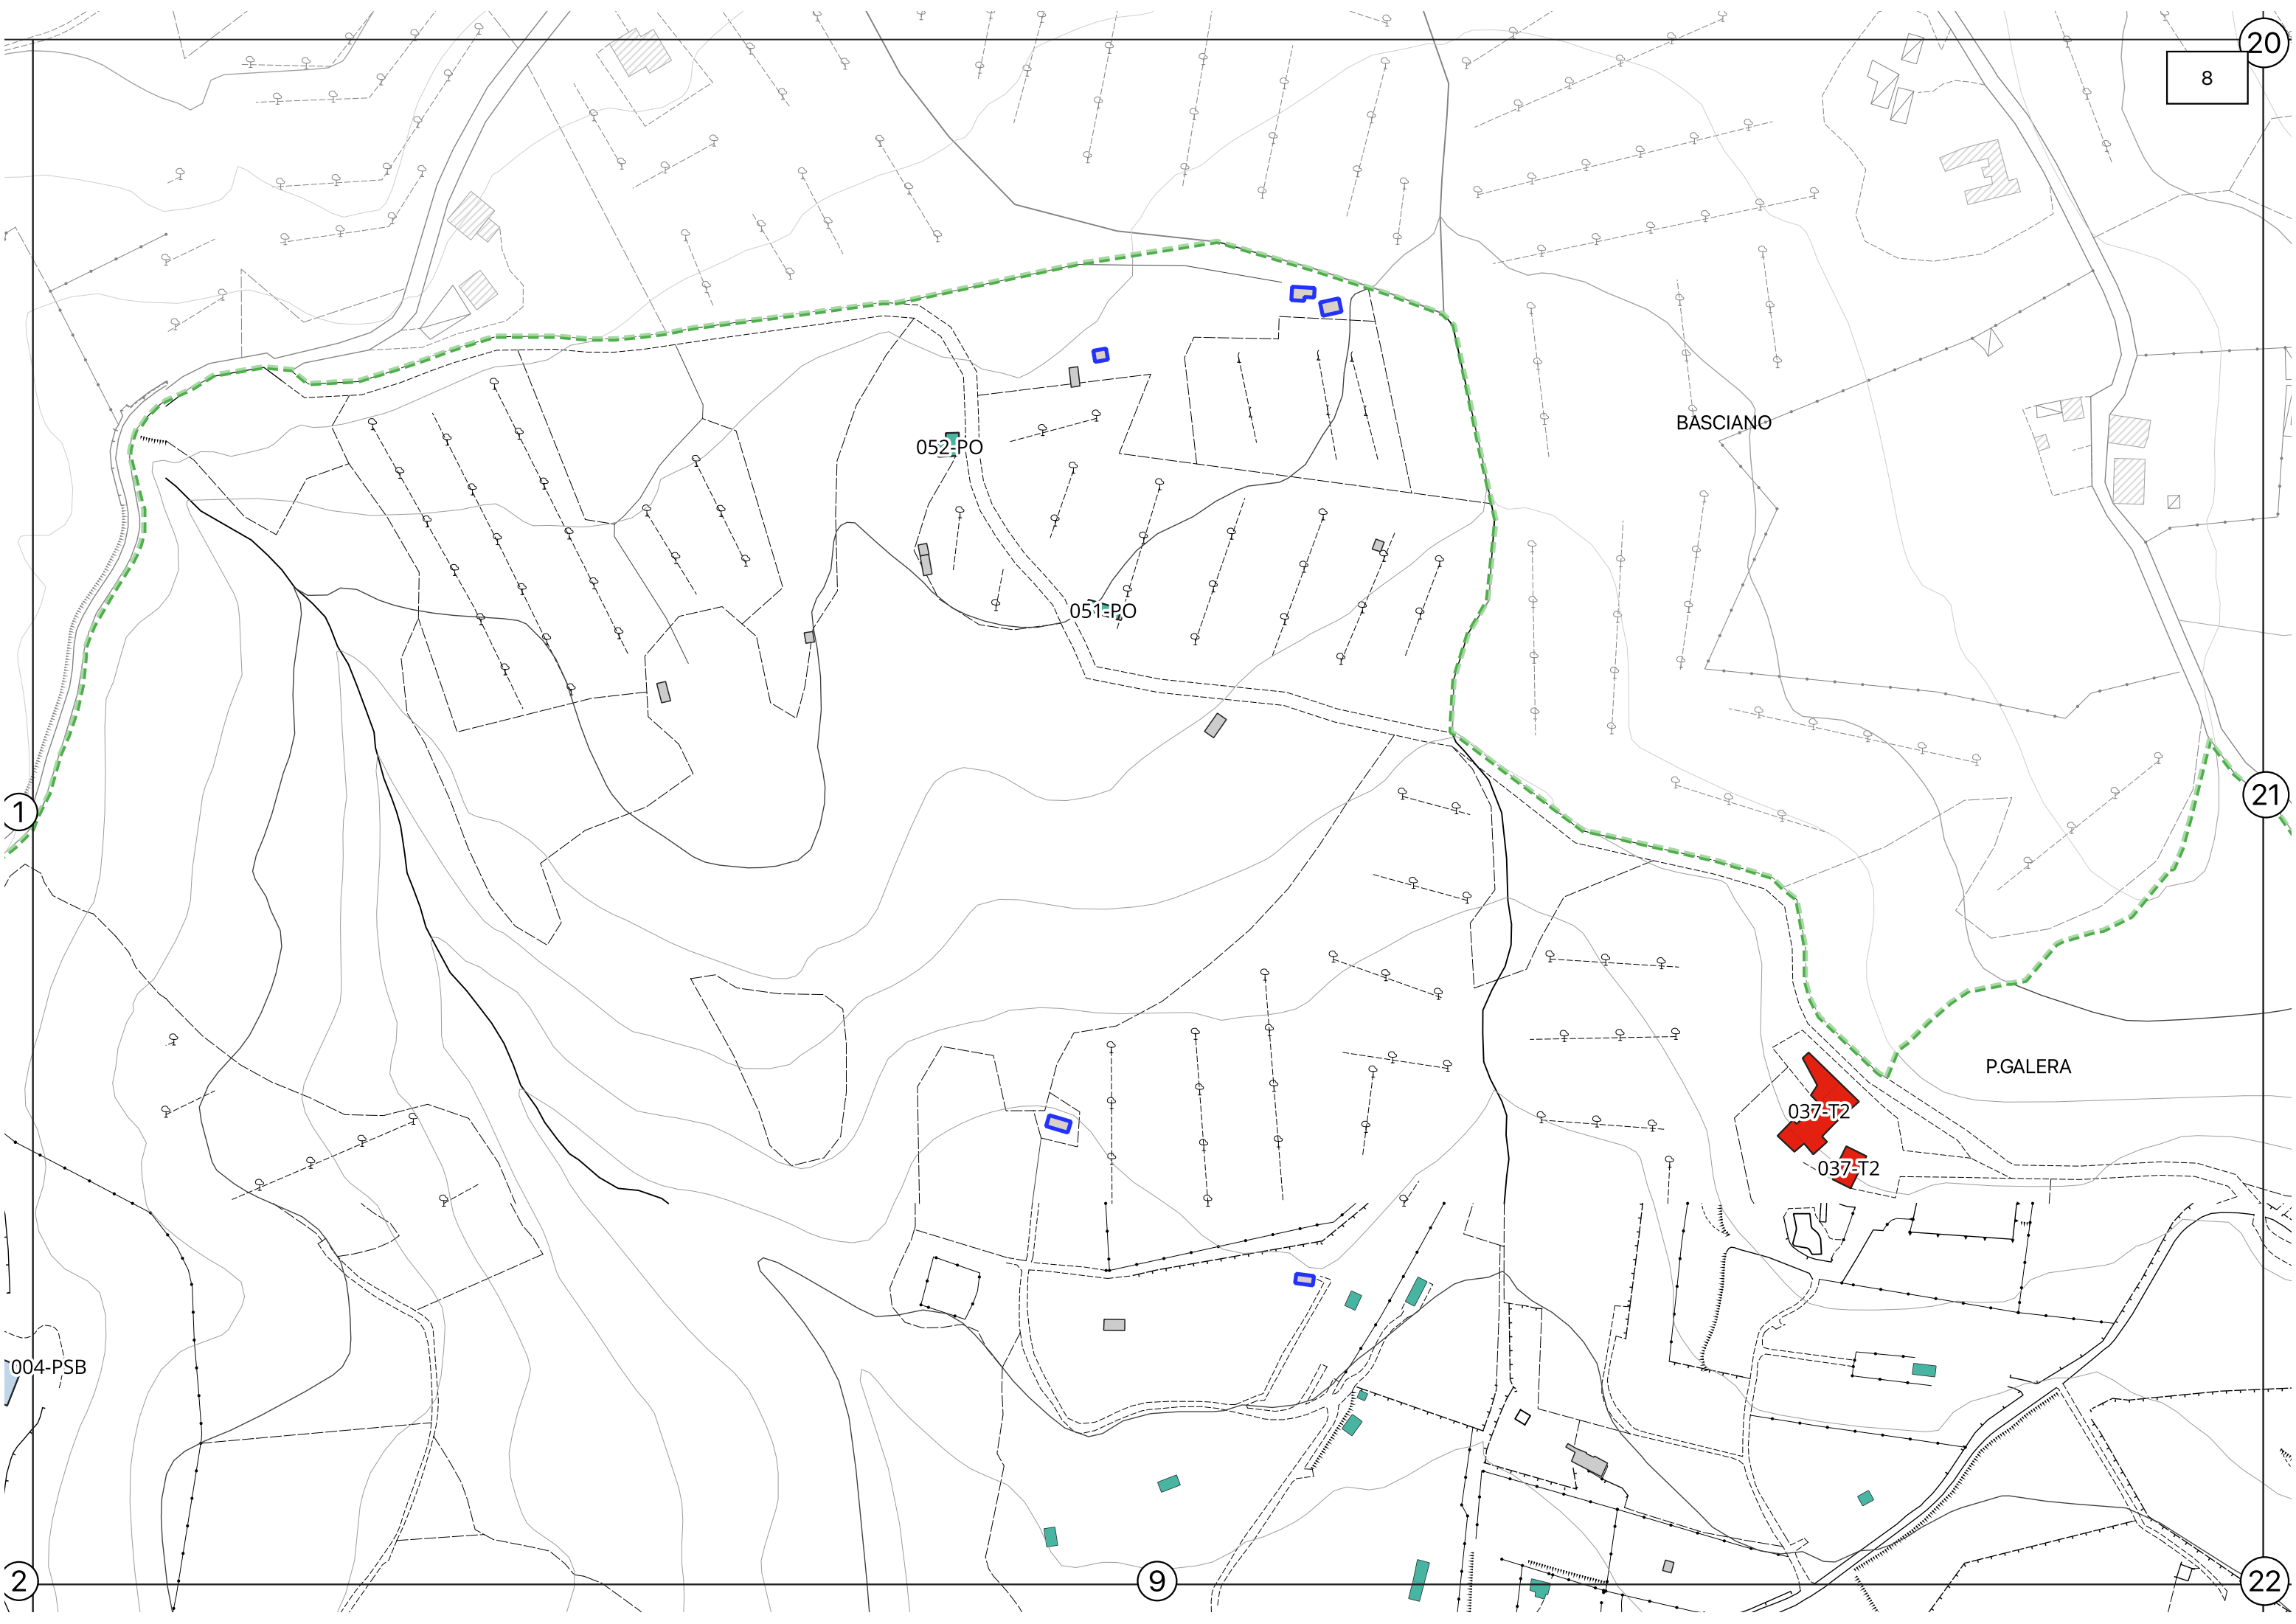 20
8
BASCIANO
052-PO
051-PO
21
1
P.GALERA
037-T2
037-T2
004-PSB
2
9
22